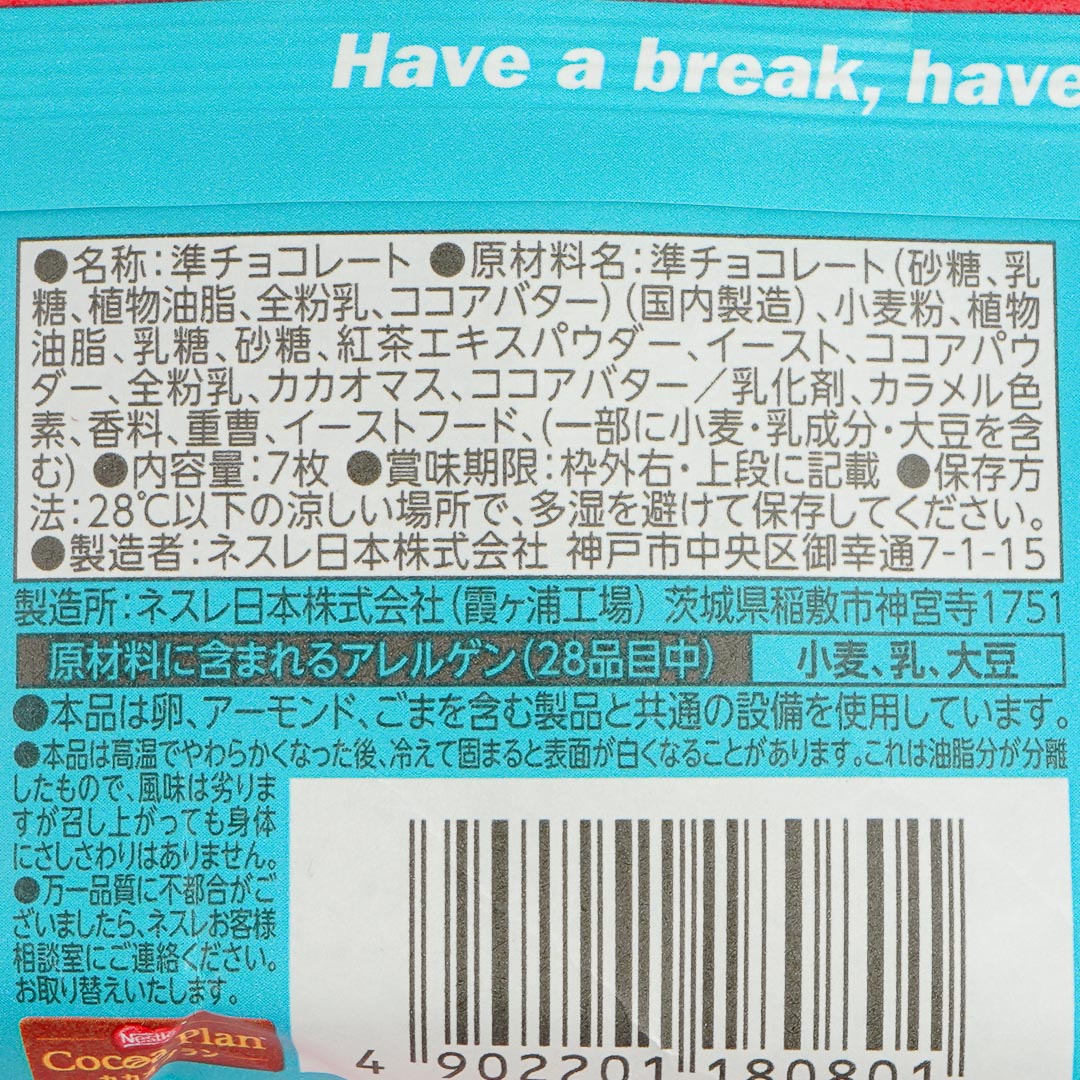 Have a break, have
●名称:準チョコレート ●原材料名:準チョコレート(砂糖、乳
糖、植物油脂、全粉乳、ココアバター)(国内製造)、小麦粉、植物
油脂、乳糖、砂糖、紅茶エキスパウダー、イースト、ココアパウ
ダー、全粉乳、カカオマス、ココアバター/乳化剤、カラメル色
素、香料、重曹、イーストフード、(一部に小麦・乳成分・大豆を含
む) ●内容量:7枚 ●賞味期限:枠外右・上段に記載 ●保存方
法:28℃以下の涼しい場所で、多湿を避けて保存してください。
●製造者:ネスレ日本株式会社 神戸市中央区御幸通7-1-15
製造所:ネスレ日本株式会社(霞ヶ浦工場) 茨城県稲敷市神宮寺1751
原材料に含まれるアレルゲン(28品目中) 小麦、乳、大豆
●本品は卵、アーモンド、ごまを含む製品と共通の設備を使用しています。
●本品は高温でやわらかくなった後、冷えて固まると表面が白くなることがあります。これは油脂分が分離
したもので、風味は劣りま
すが召し上がっても身体
にさしさわりはありません。
●万一品質に不都合がご
ざいましたら、ネスレお客様
相談室にご連絡ください。
お取り替えいたします。
Nestlé
Plan
4 902201 180801